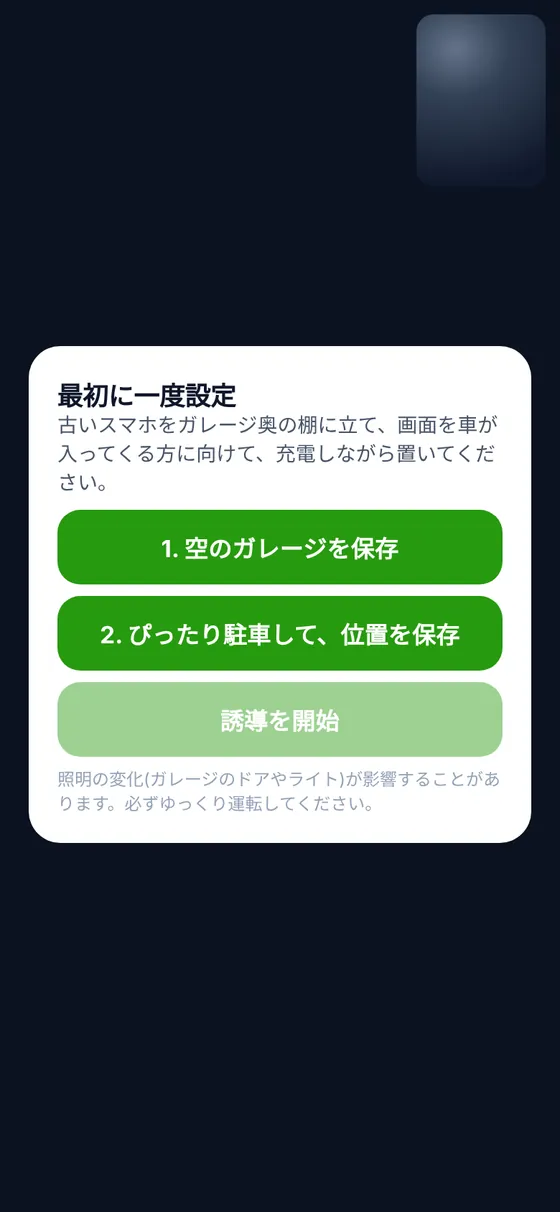 最初に一度設定
古いスマホをガレージ奥の棚に立て、画面を車が
入ってくる方に向けて、充電しながら置いてくだ
さい。
1. 空のガレージを保存
2. ぴったり駐車して、位置を保存
誘導を開始
照明の変化(ガレージのドアやライト)が影響することがあ
ります。必ずゆっくり運転してください。